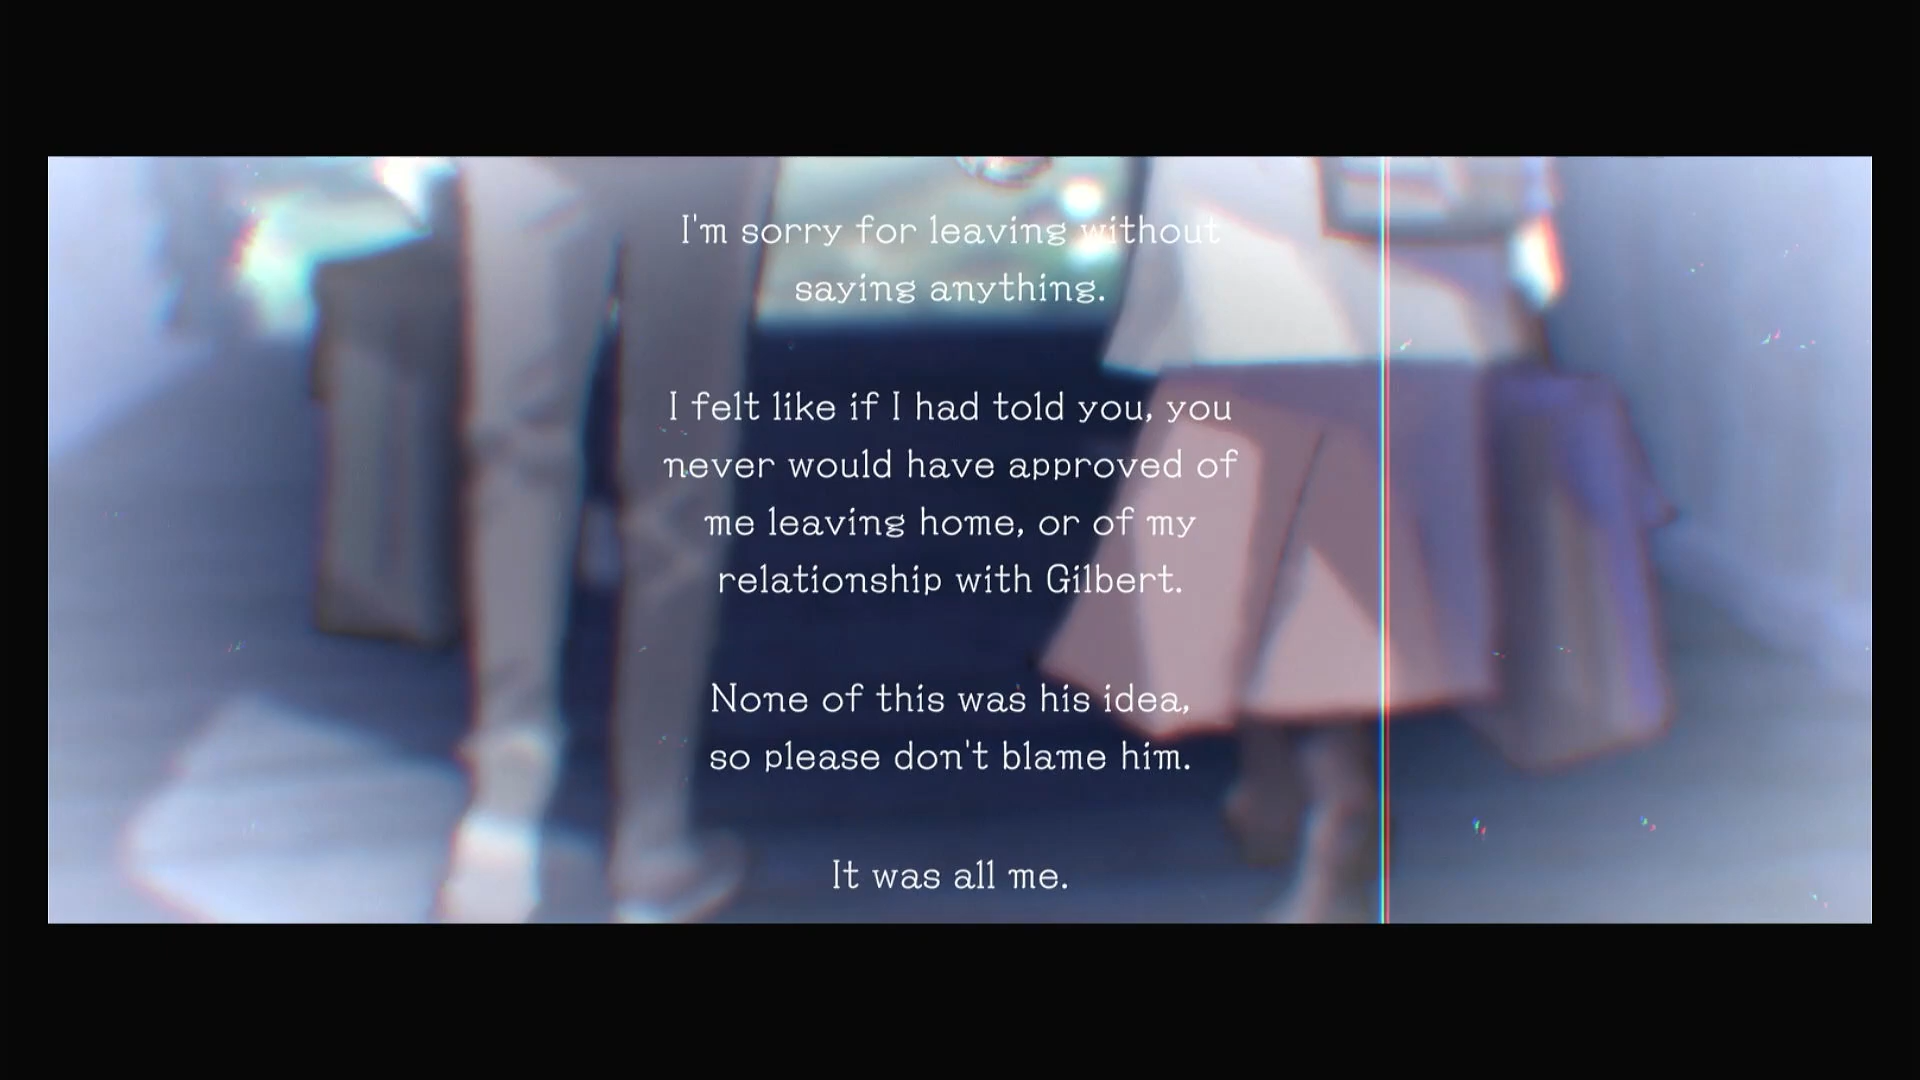 I'm sorry for leaving without
saying anything.
I felt like if I had told you, you
never would have approved of
me leaving home, or of my
relationship with Gilbert.
None of this was his idea,
so please don't blame him.
It was all me.